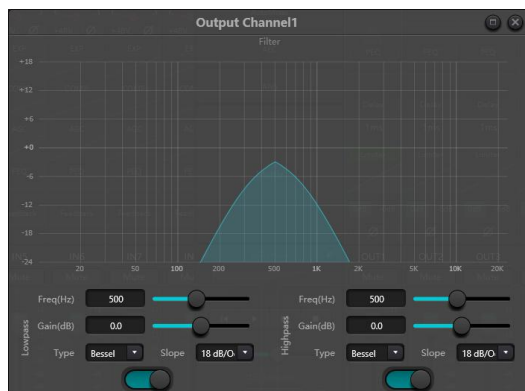 Output Channel1
Filter
+18
+12
+6
+0
-6
-12
-18
-24
20 50 100 200 500 1K 2K 5K 10K 20K
Lowpass
Freq(Hz) 500
Gain(dB) 0.0
Type Bessel Slope 18 dB/O
Highpass
Freq(Hz) 500
Gain(dB) 0.0
Type Bessel Slope 18 dB/O